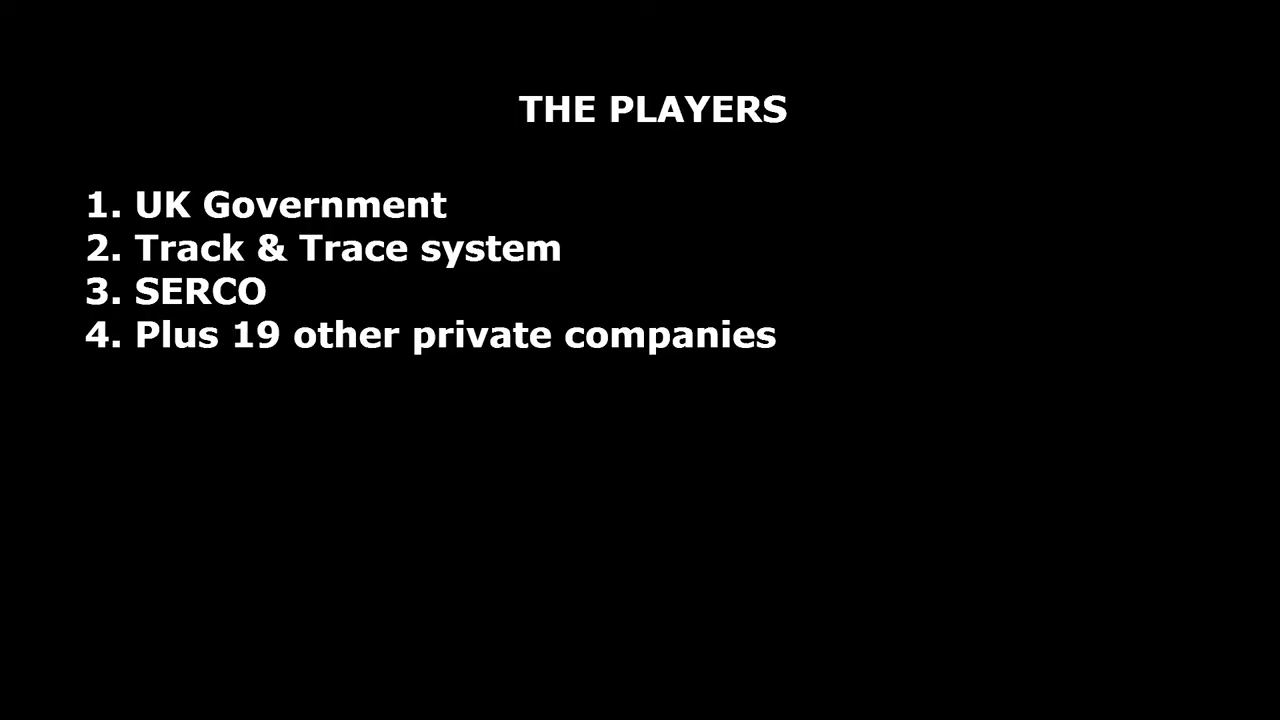 THE PLAYERS
1. UK Government
2. Track & Trace system
3. SERCO
4. Plus 19 other private companies